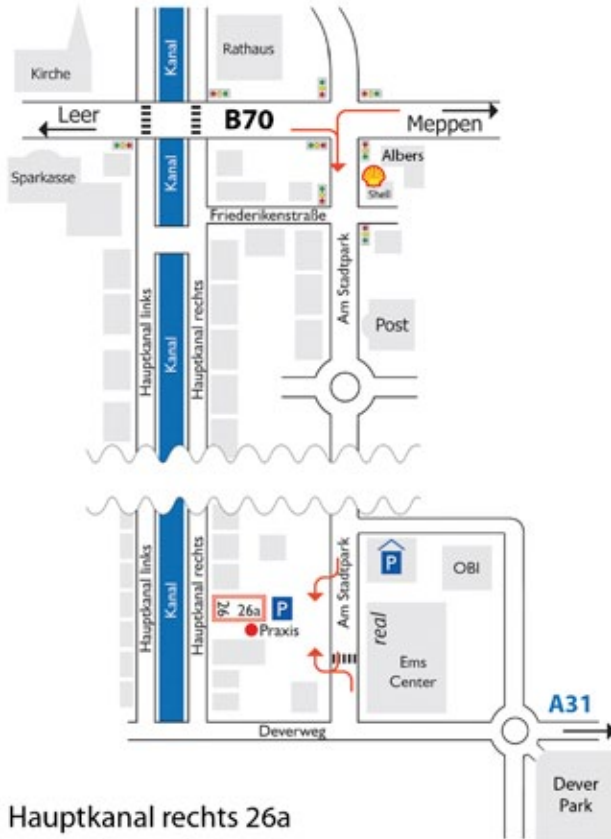 Kirche
Kanal
Rathaus
Leer
B70
Meppen
Sparkasse
Kanal
Albers
Shell
Friederikenstraße
Hauptkanal links
Kanal
Hauptkanal rechts
Am Stadtpark
Post
Hauptkanal links
Kanal
Hauptkanal rechts
Am Stadtpark
P
OBI
26
26a
P
Praxis
real
Ems
Center
Deverweg
A31
Dever
Park
Hauptkanal rechts 26a